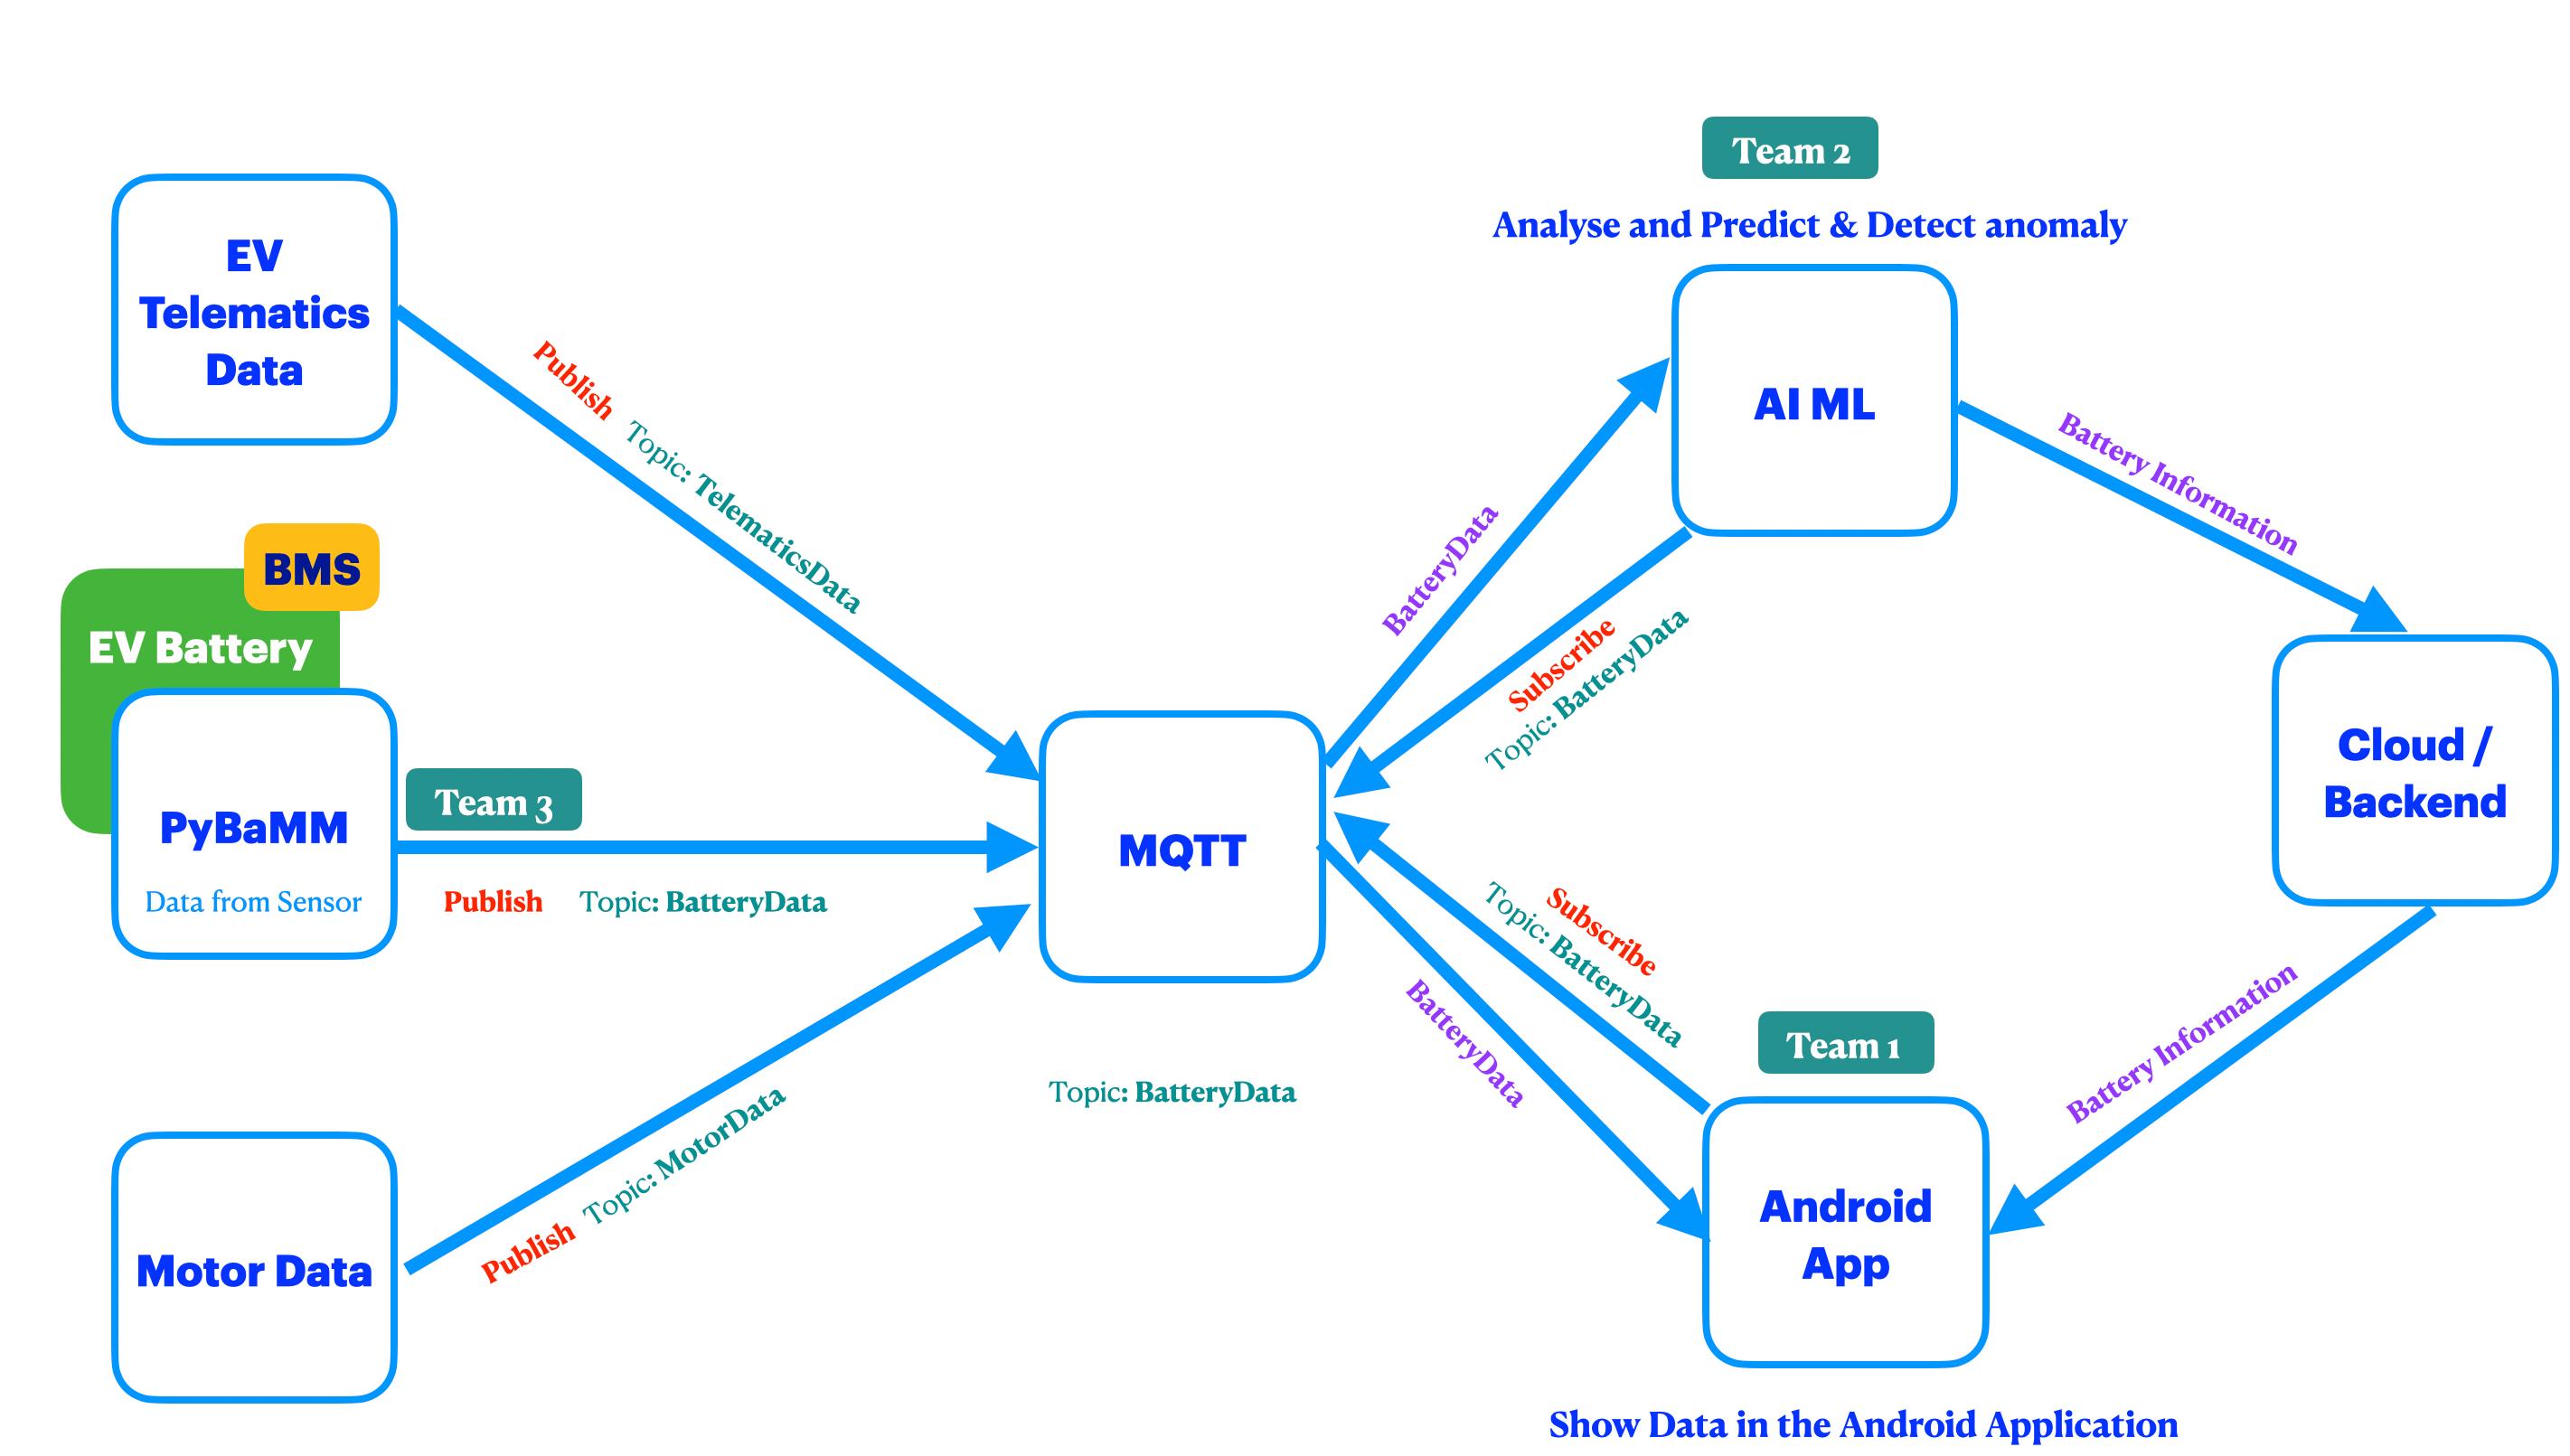 Team 2
Analyse and Predict & Detect anomaly
EV
Telematics
Data
Publish Topic: TelematicsData
AI ML
Battery Information
BatteryData
Subscribe
Topic: BatteryData
BMS
EV Battery
PyBaMM
Data from Sensor
Team 3
Publish Topic: BatteryData
MQTT
Topic: BatteryData
Cloud /
Backend
Subscribe
Topic: BatteryData
BatteryData
Battery Information
Team 1
Android
App
Motor Data
Publish Topic: MotorData
Show Data in the Android Application